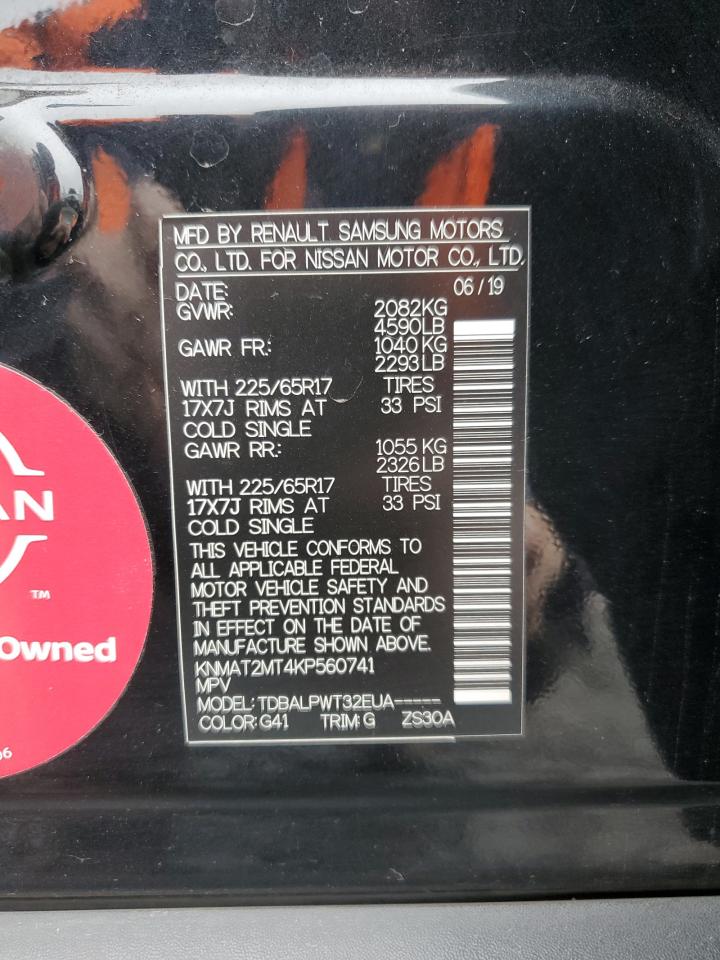 MFD BY RENAULT SAMSUNG MOTORS
CO., LTD. FOR NISSAN MOTOR CO., LTD.
DATE: 06/19
GVWR: 2082KG
4590LB
GAWR FR: 1040KG
2293LB
WITH 225/65R17 TIRES
17X7J RIMS AT 33 PSI
COLD SINGLE
GAWR RR: 1055 KG
2326LB
WITH 225/65R17 TIRES
17X7J RIMS AT 33 PSI
COLD SINGLE
THIS VEHICLE CONFORMS TO
ALL APPLICABLE FEDERAL
MOTOR VEHICLE SAFETY AND
THEFT PREVENTION STANDARDS
IN EFFECT ON THE DATE OF
MANUFACTURE SHOWN ABOVE.
KNMAT2MT4KP560741
MPV
MODEL: TDBALPWT32EUA-----
COLOR: G41 TRIM: G ZS30A
AN
TM
Owned